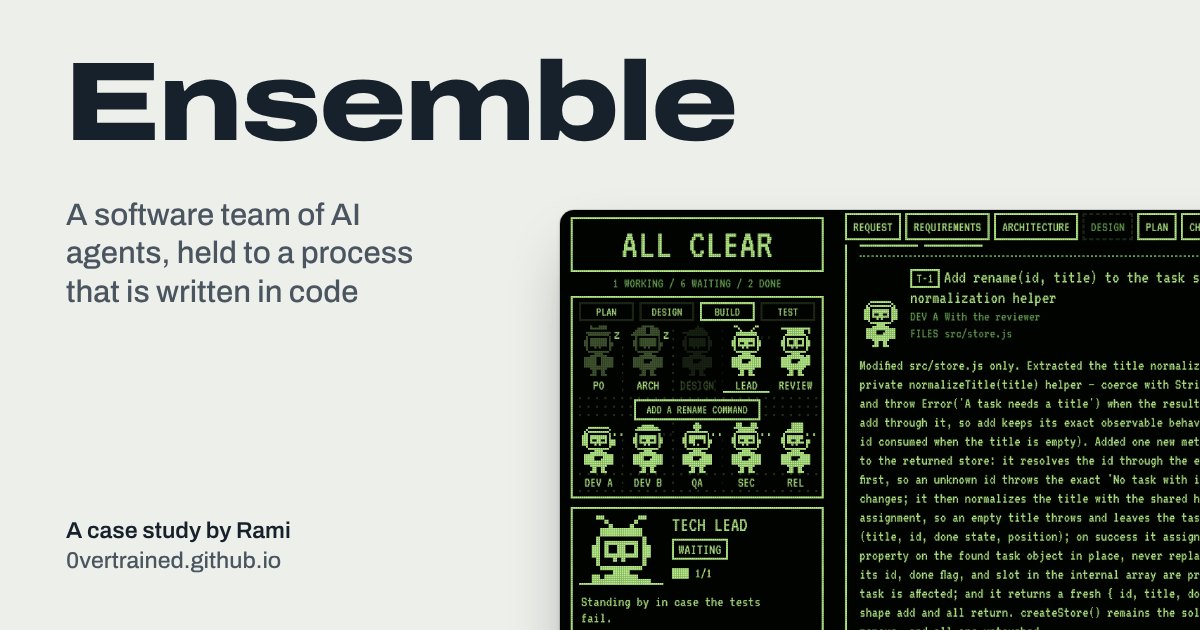 Ensemble
A software team of AI
agents, held to a process
that is written in code
A case study by Rami
0vertrained.github.io
ALL CLEAR
1 WORKING / 6 WAITING / 2 DONE
PLAN DESIGN BUILD TEST
z z
PO ARCH DESIGN LEAD REVIEW
ADD A RENAME COMMAND
DEV A DEV B QA SEC REL
TECH LEAD
WAITING
1/1
Standing by in case the tests
fail.
REQUEST REQUIREMENTS ARCHITECTURE DESIGN PLAN CH
T-1 Add rename(id, title) to the task s
normalization helper
DEV A With the reviewer
FILES src/store.js
Modified src/store.js only. Extracted the title normaliz
private normalizeTitle(title) helper – coerce with Stri
and throw Error('A task needs a title') when the result
add through it, so add keeps its exact observable behav
id consumed when the title is empty). Added one new met
to the returned store: it resolves the id through the e
first, so an unknown id throws the exact 'No task with i
changes; it then normalizes the title with the shared h
assignment, so an empty title throws and leaves the tas
(title, id, done state, position); on success it assign
property on the found task object in place, never repla
its id, done flag, and slot in the internal array are pr
task is affected; and it returns a fresh { id, title, do
shape add and all return. createStore() remains the sol